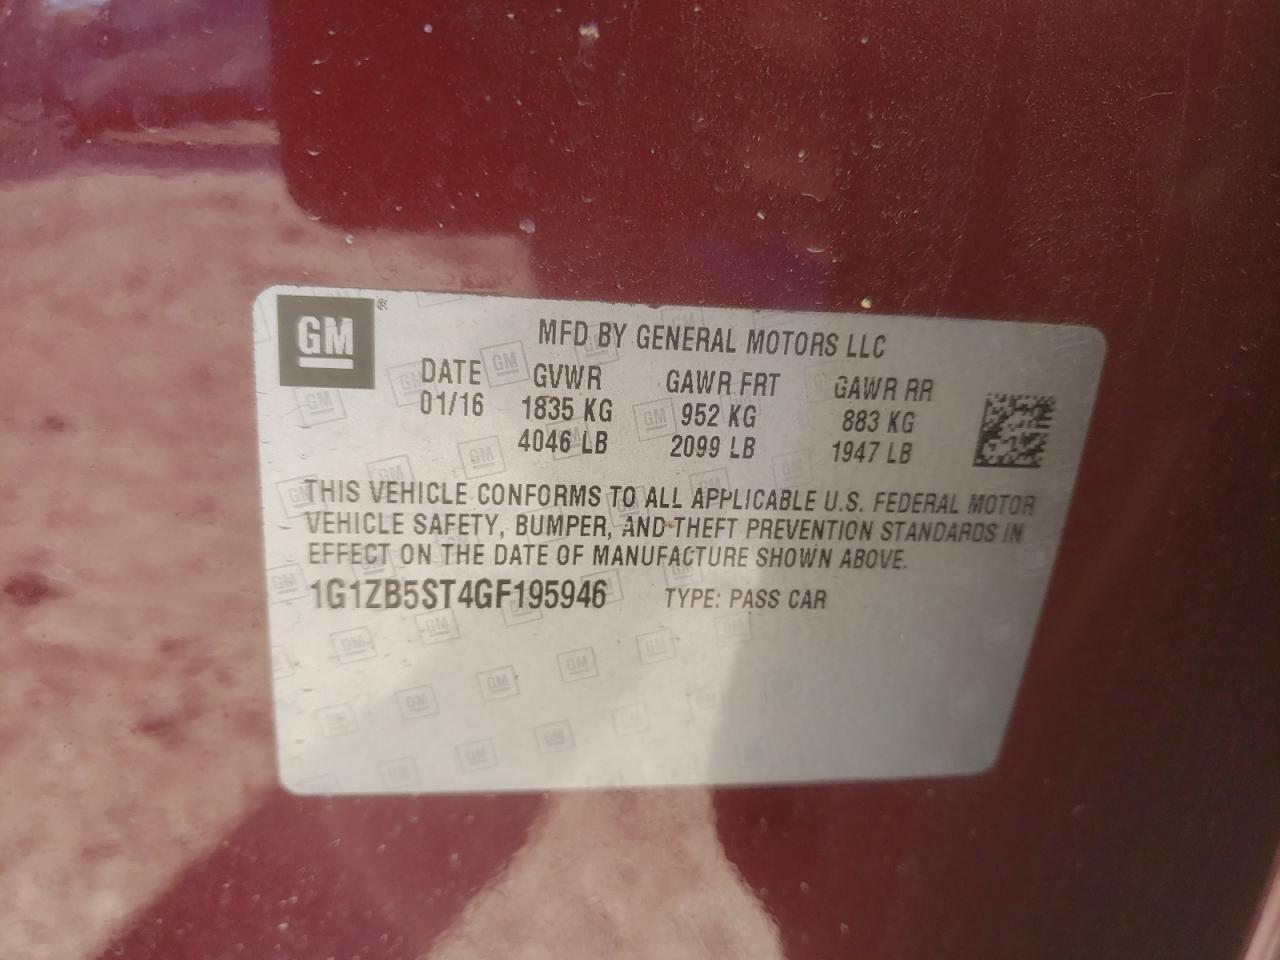 GM ®
MFD BY GENERAL MOTORS LLC
DATE GVWR GAWR FRT GAWR RR
01/16 1835 KG 952 KG 883 KG
4046 LB 2099 LB 1947 LB
THIS VEHICLE CONFORMS TO ALL APPLICABLE U.S. FEDERAL MOTOR
VEHICLE SAFETY, BUMPER, AND THEFT PREVENTION STANDARDS IN
EFFECT ON THE DATE OF MANUFACTURE SHOWN ABOVE.
1G1ZB5ST4GF195946 TYPE: PASS CAR